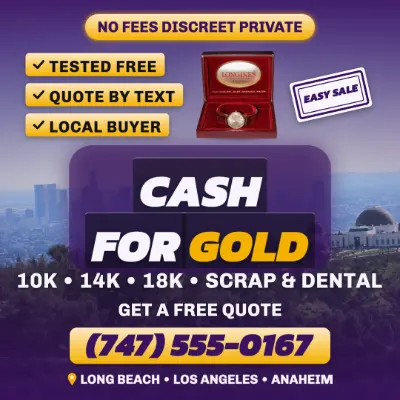 NO FEES DISCREET PRIVATE
✓ TESTED FREE
✓ QUOTE BY TEXT
✓ LOCAL BUYER
LONGINES
EASY SALE
CASH
FOR GOLD
10K • 14K • 18K • SCRAP & DENTAL
GET A FREE QUOTE
(747) 555-0167
LONG BEACH • LOS ANGELES • ANAHEIM